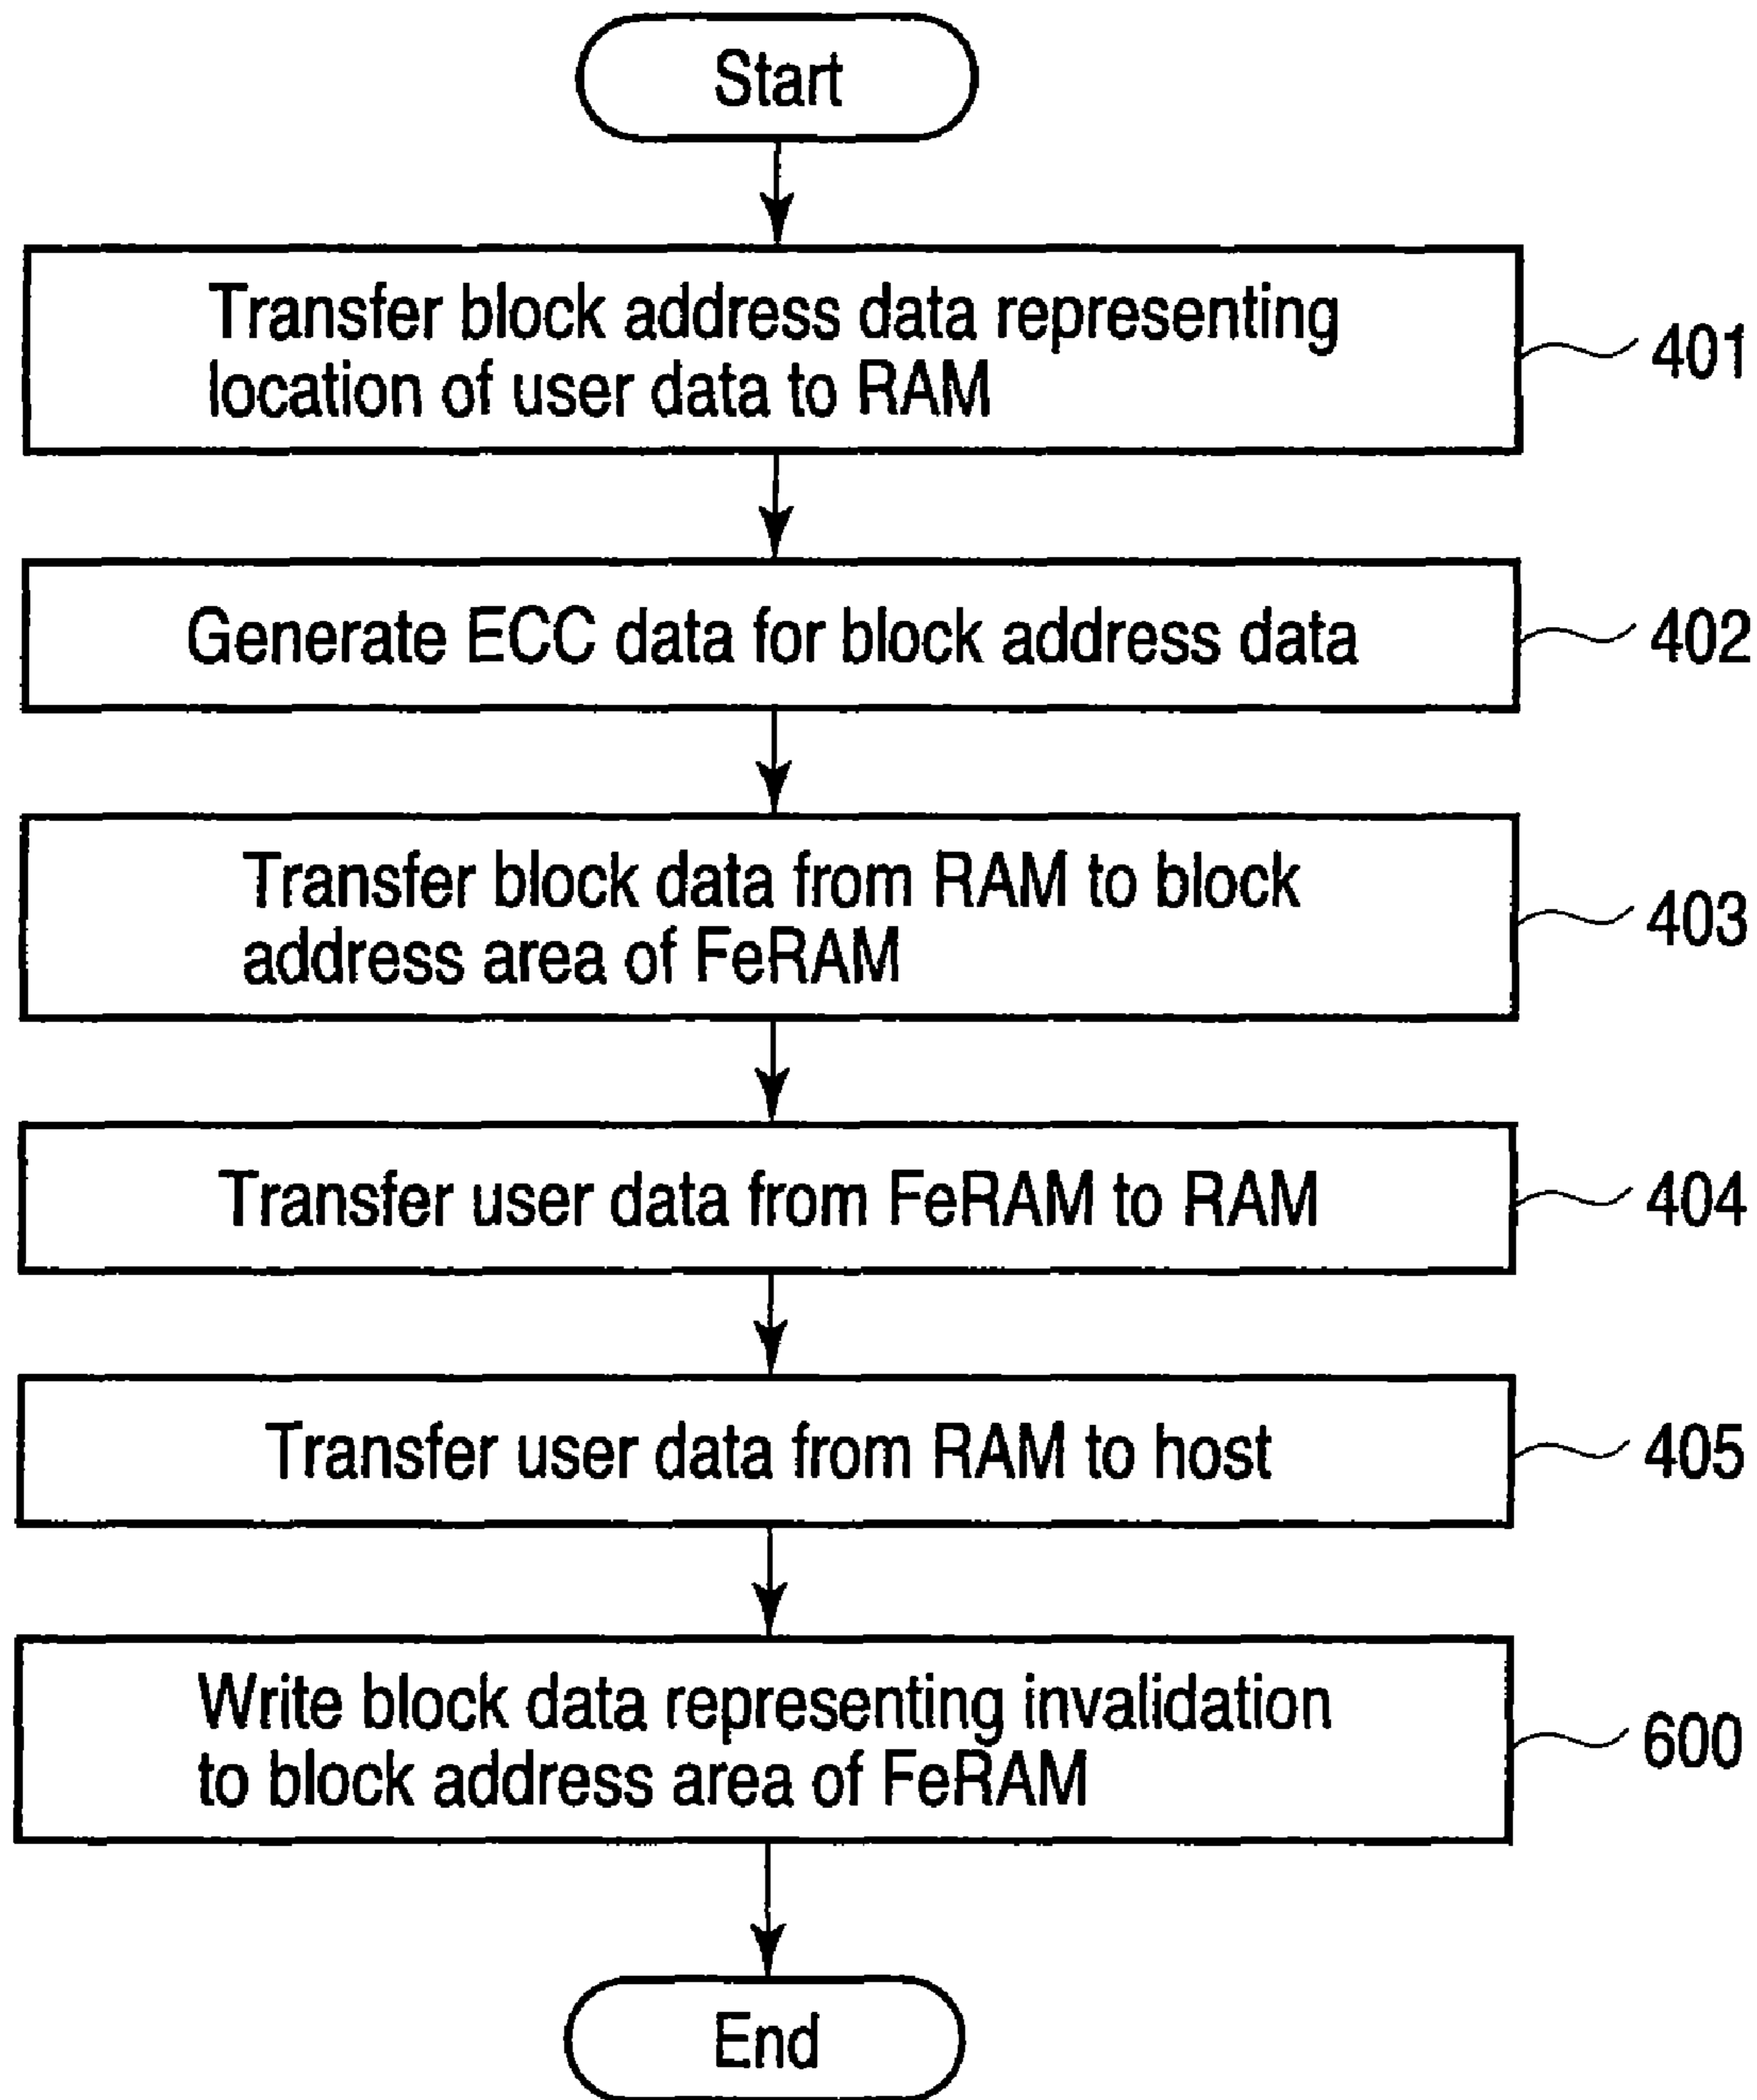 Start
Transfer block address data representing
location of user data to RAM
401
Generate ECC data for block address data
402
Transfer block data from RAM to block
address area of FeRAM
403
Transfer user data from FeRAM to RAM
404
Transfer user data from RAM to host
405
Write block data representing invalidation
to block address area of FeRAM
600
End